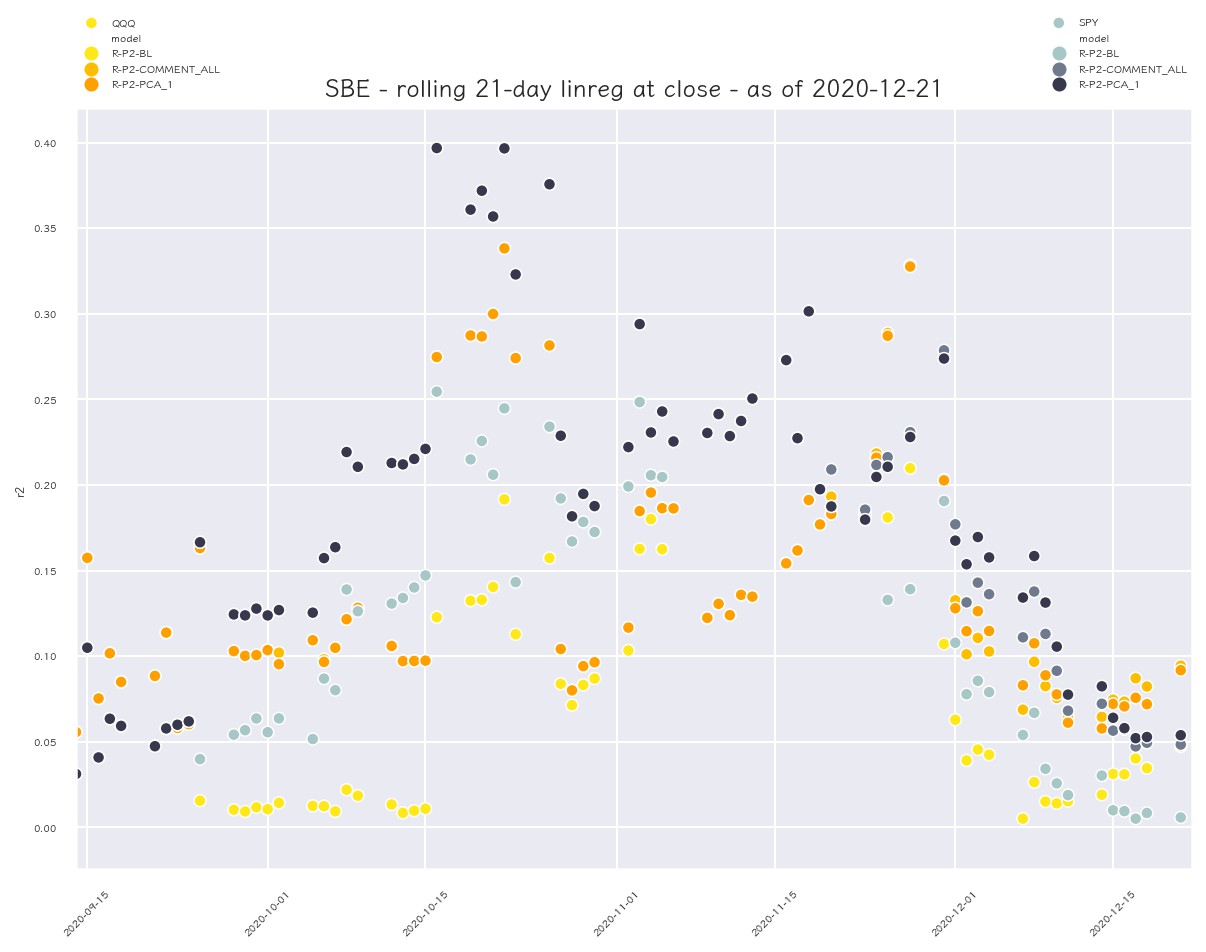 QQQ
model
R-P2-BL
R-P2-COMMENT_ALL
R-P2-PCA_1
SPY
model
R-P2-BL
R-P2-COMMENT_ALL
R-P2-PCA_1
SBE - rolling 21-day linreg at close - as of 2020-12-21
0.40
0.35
0.30
0.25
0.20
0.15
0.10
0.05
0.00
r2
2020-09-15
2020-10-01
2020-10-15
2020-11-01
2020-11-15
2020-12-01
2020-12-15